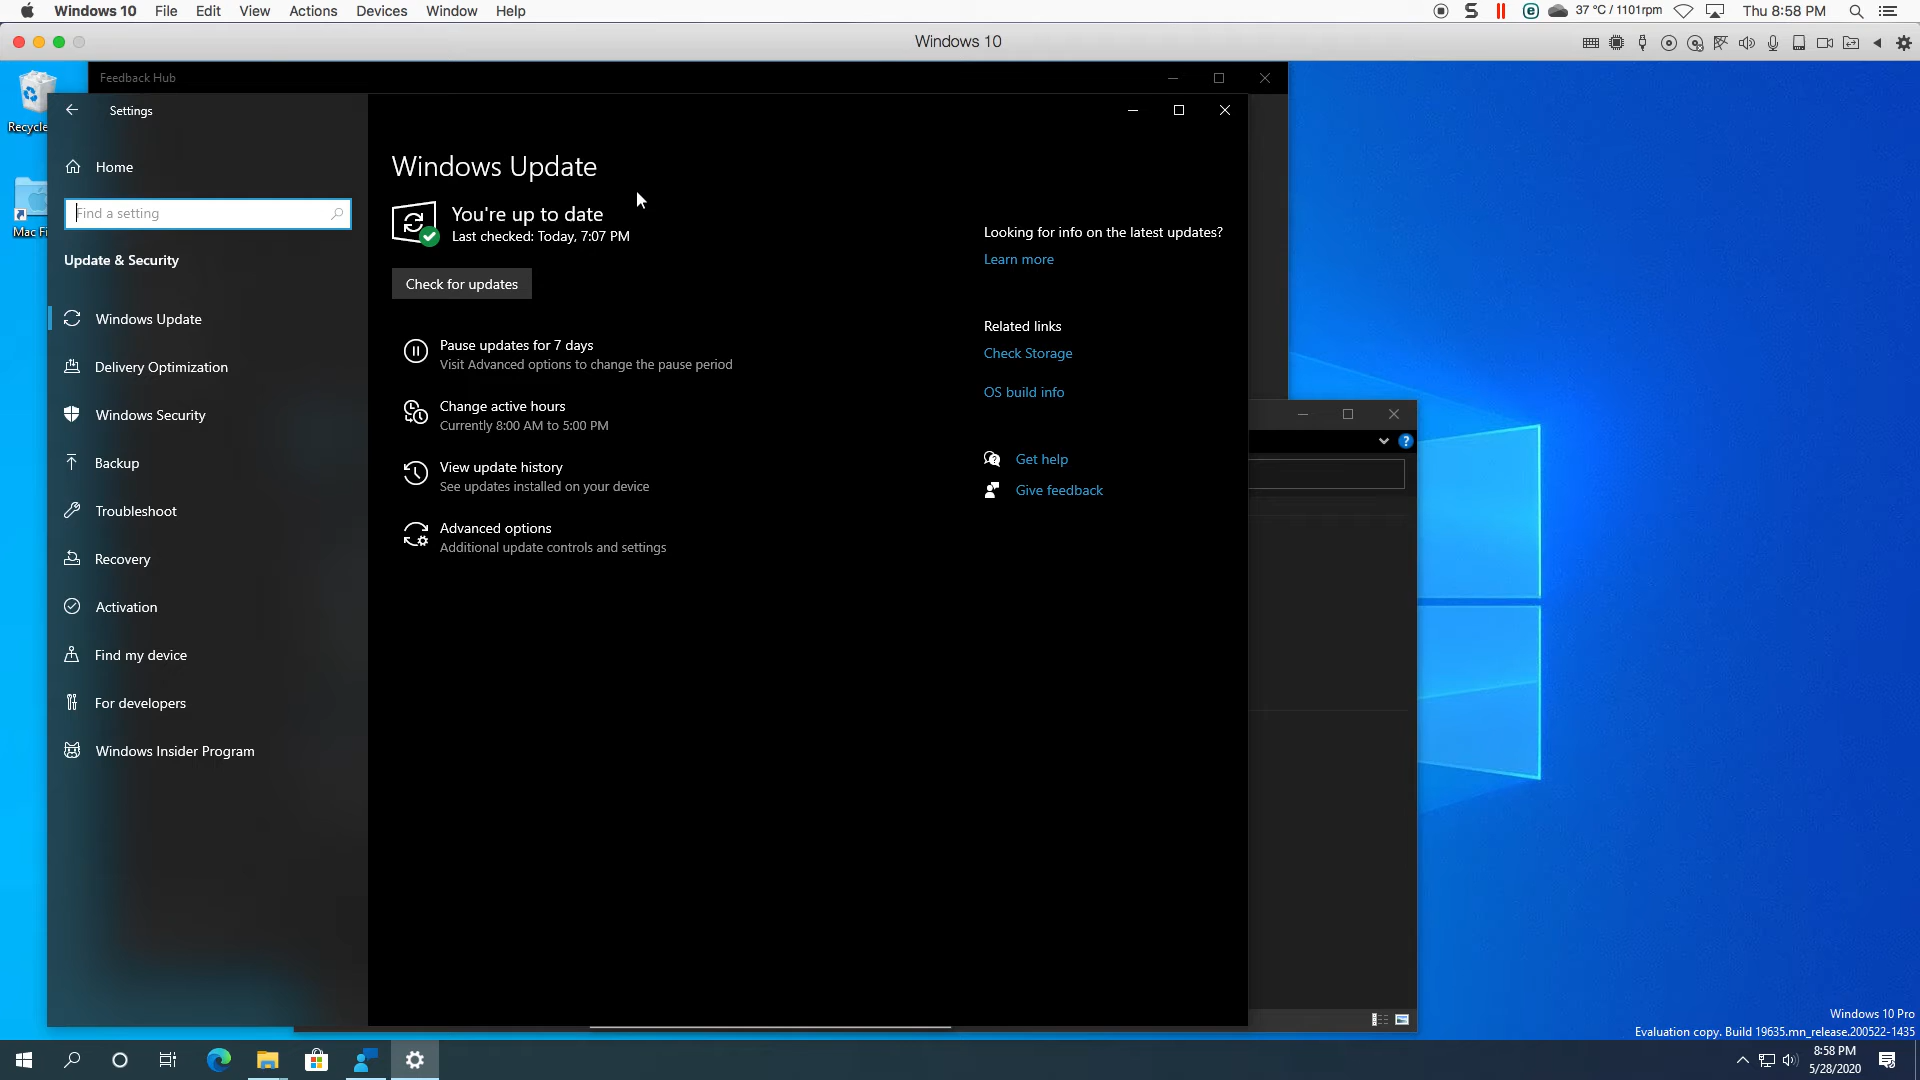 Windows 10 File Edit View Actions Devices Window Help
37 °C / 1101rpm Thu 8:58 PM
Windows 10
Feedback Hub
Recycle
Mac Fi
Settings
Home
Find a setting
Update & Security
Windows Update
Delivery Optimization
Windows Security
Backup
Troubleshoot
Recovery
Activation
Find my device
For developers
Windows Insider Program
Windows Update
You're up to date
Last checked: Today, 7:07 PM
Check for updates
Pause updates for 7 days
Visit Advanced options to change the pause period
Change active hours
Currently 8:00 AM to 5:00 PM
View update history
See updates installed on your device
Advanced options
Additional update controls and settings
Looking for info on the latest updates?
Learn more
Related links
Check Storage
OS build info
Get help
Give feedback
Windows 10 Pro
Evaluation copy. Build 19635.mn_release.200522-1435
8:58 PM
5/28/2020